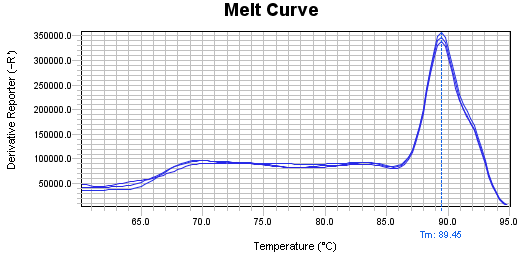 Melt Curve
Derivative Reporter (−R')
350000.0
300000.0
250000.0
200000.0
150000.0
100000.0
50000.0
65.0 70.0 75.0 80.0 85.0 90.0 95.0
Tm: 89.45
Temperature (°C)